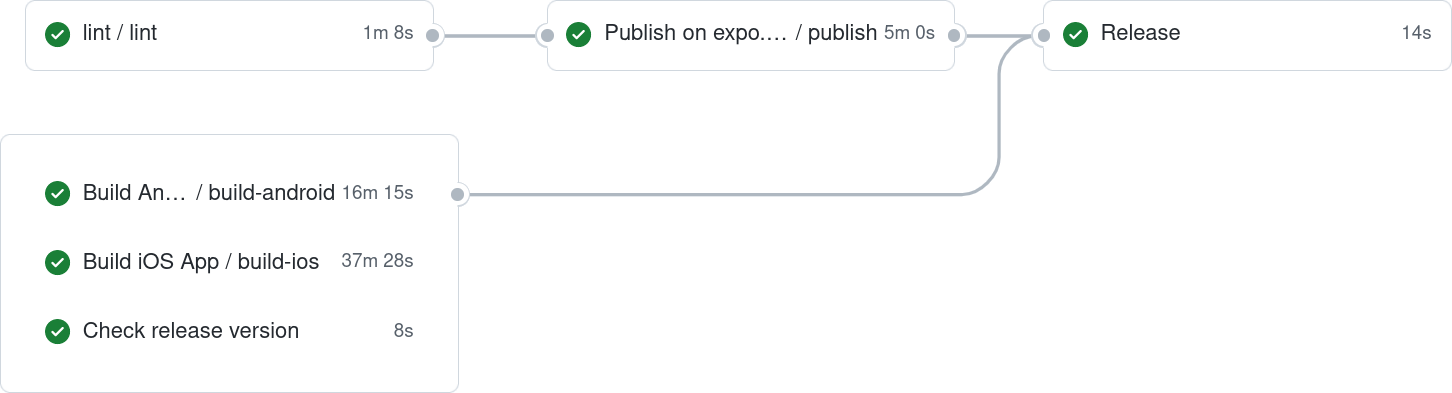 lint / lint 1m 8s
Publish on expo.… / publish 5m 0s
Release 14s
Build An… / build-android 16m 15s
Build iOS App / build-ios 37m 28s
Check release version 8s